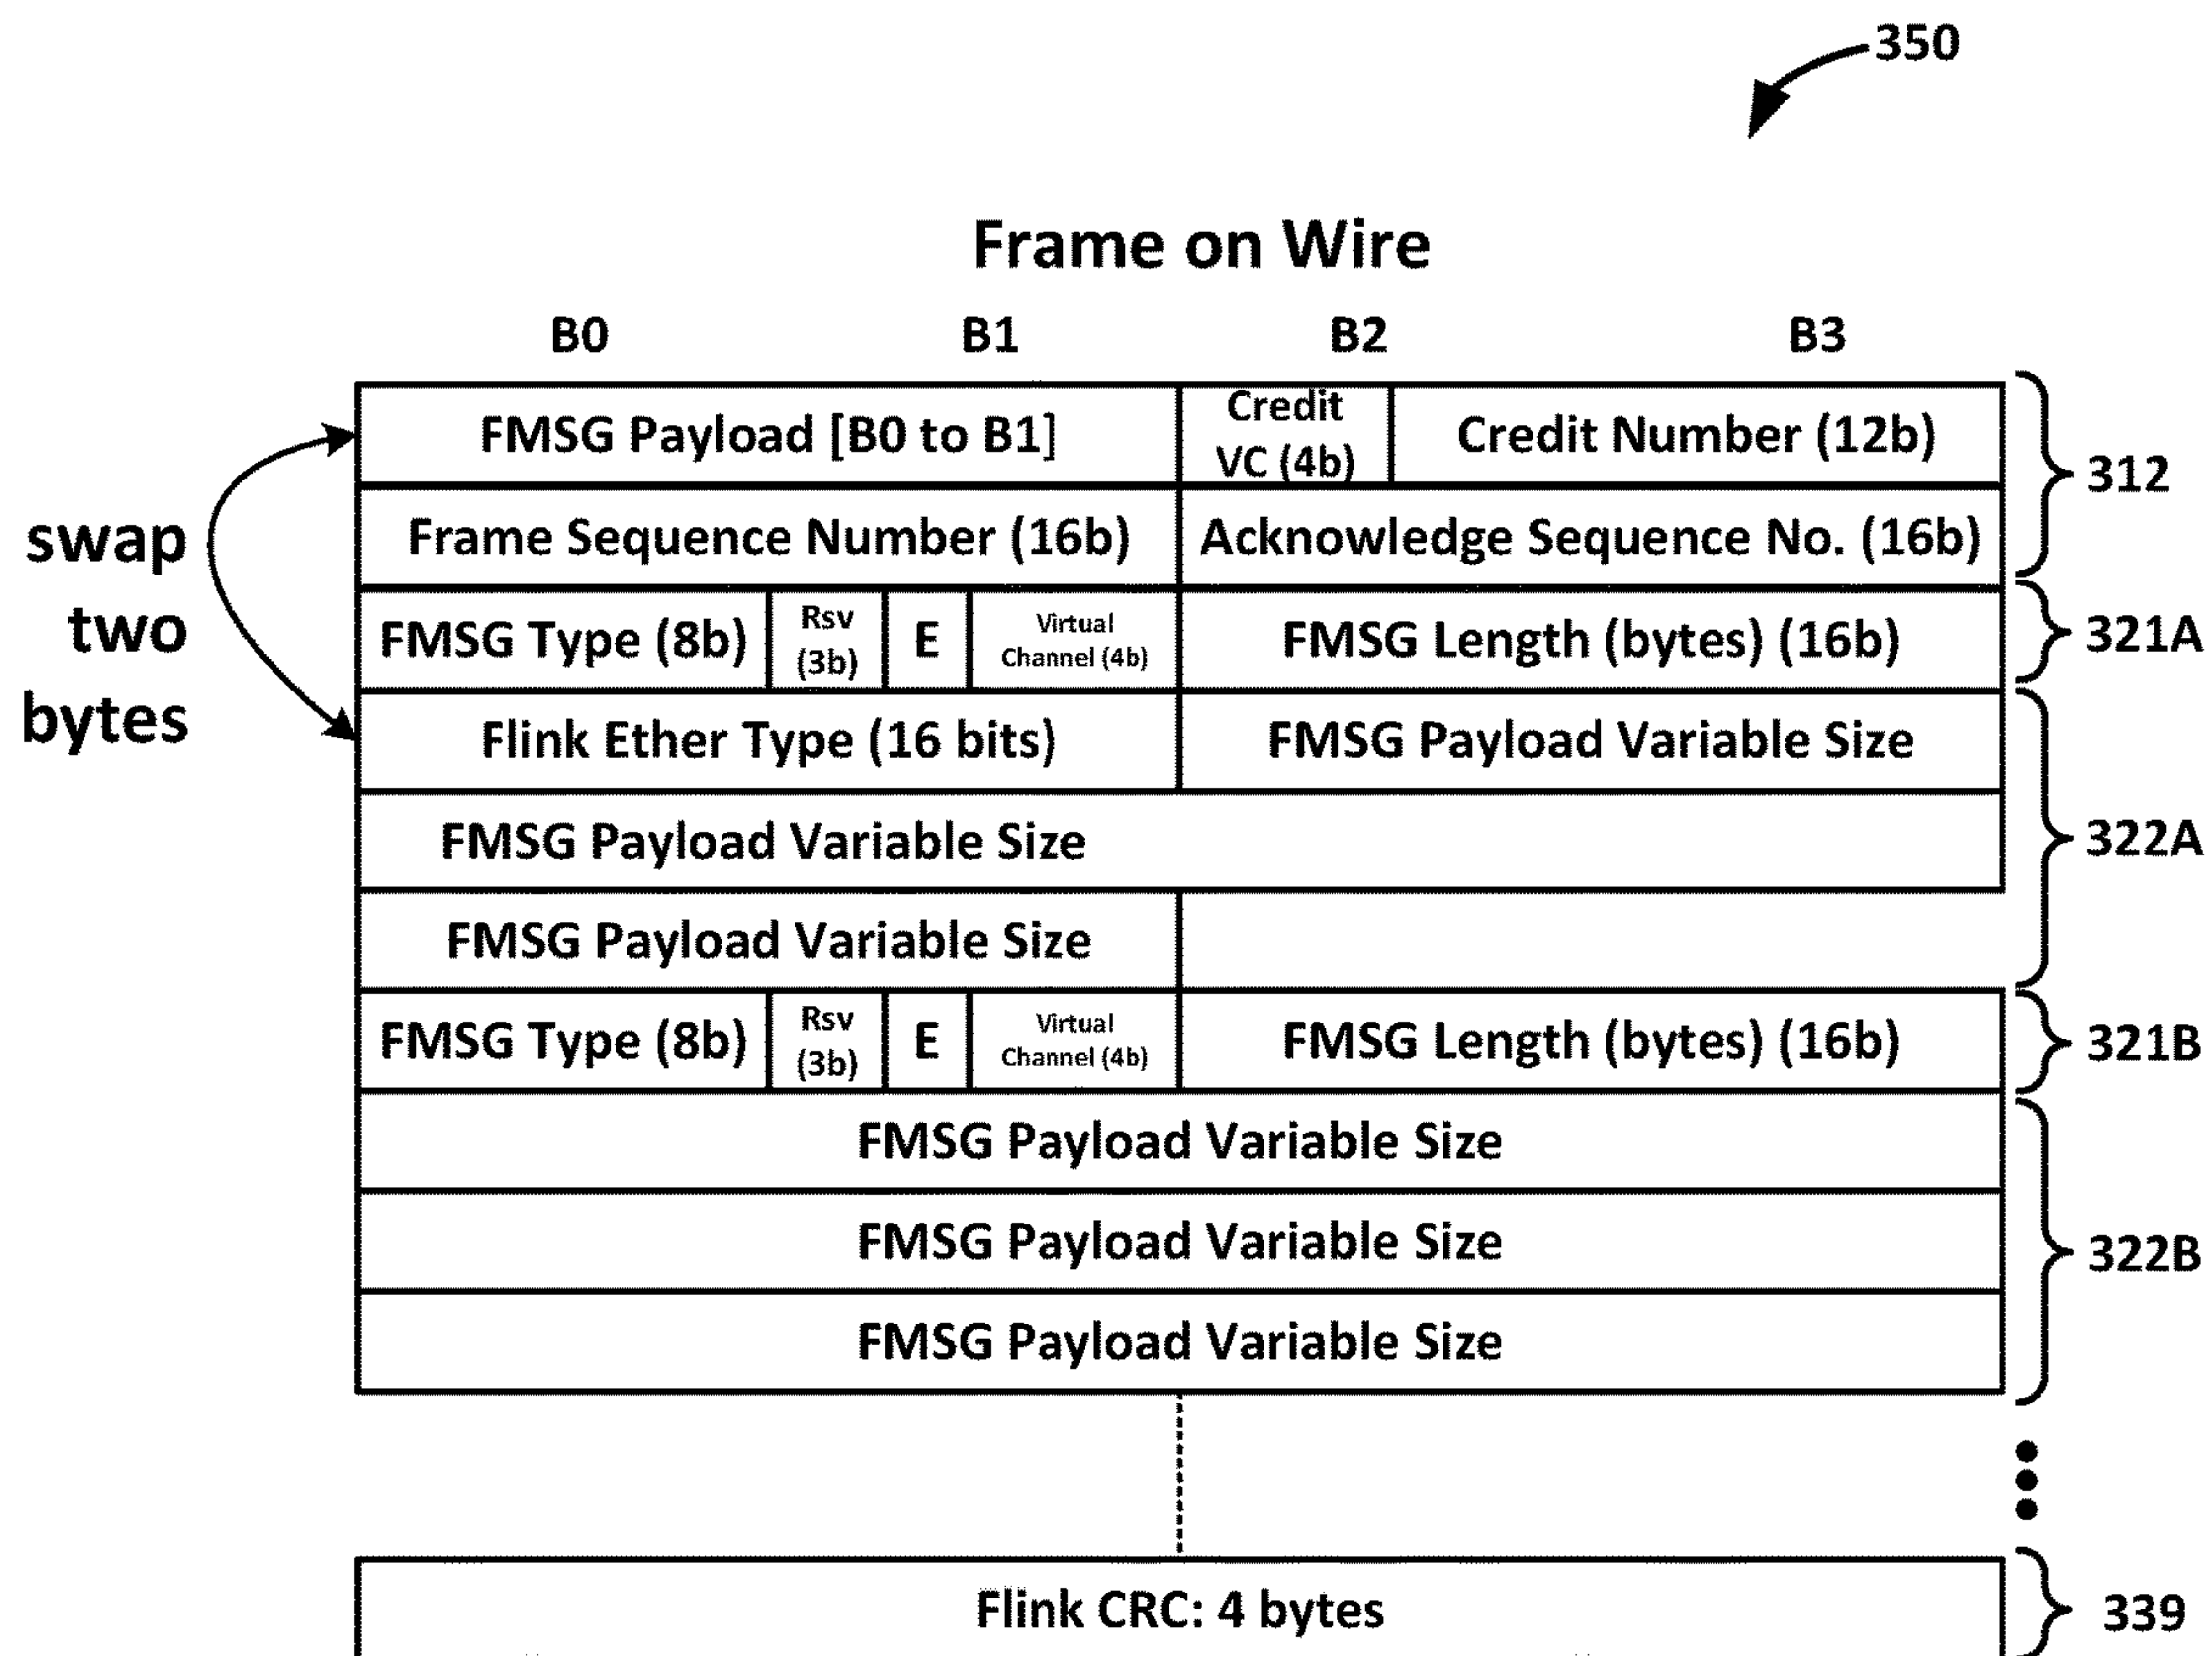 350
Frame on Wire
B0 B1 B2 B3
FMSG Payload [B0 to B1] Credit VC (4b) Credit Number (12b) 312
Frame Sequence Number (16b) Acknowledge Sequence No. (16b)
swap two bytes
FMSG Type (8b) Rsv (3b) E Virtual Channel (4b) FMSG Length (bytes) (16b) 321A
Flink Ether Type (16 bits) FMSG Payload Variable Size
FMSG Payload Variable Size 322A
FMSG Payload Variable Size
FMSG Type (8b) Rsv (3b) E Virtual Channel (4b) FMSG Length (bytes) (16b) 321B
FMSG Payload Variable Size
FMSG Payload Variable Size 322B
FMSG Payload Variable Size
Flink CRC: 4 bytes 339